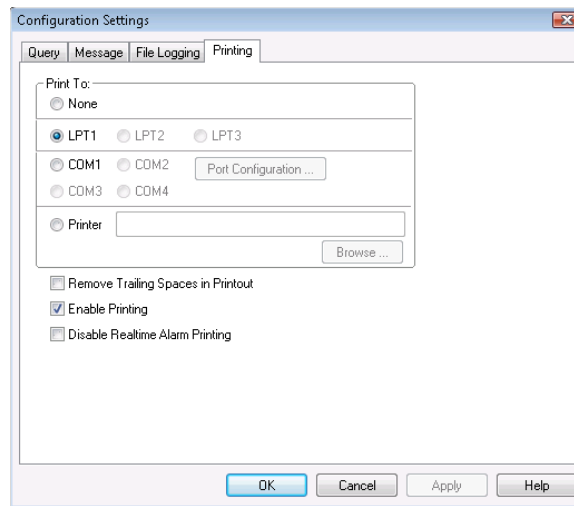 Configuration Settings
Query Message File Logging Printing
Print To:
None
LPT1 LPT2 LPT3
COM1 COM2 Port Configuration ...
COM3 COM4
Printer
Browse ...
Remove Trailing Spaces in Printout
Enable Printing
Disable Realtime Alarm Printing
OK Cancel Apply Help